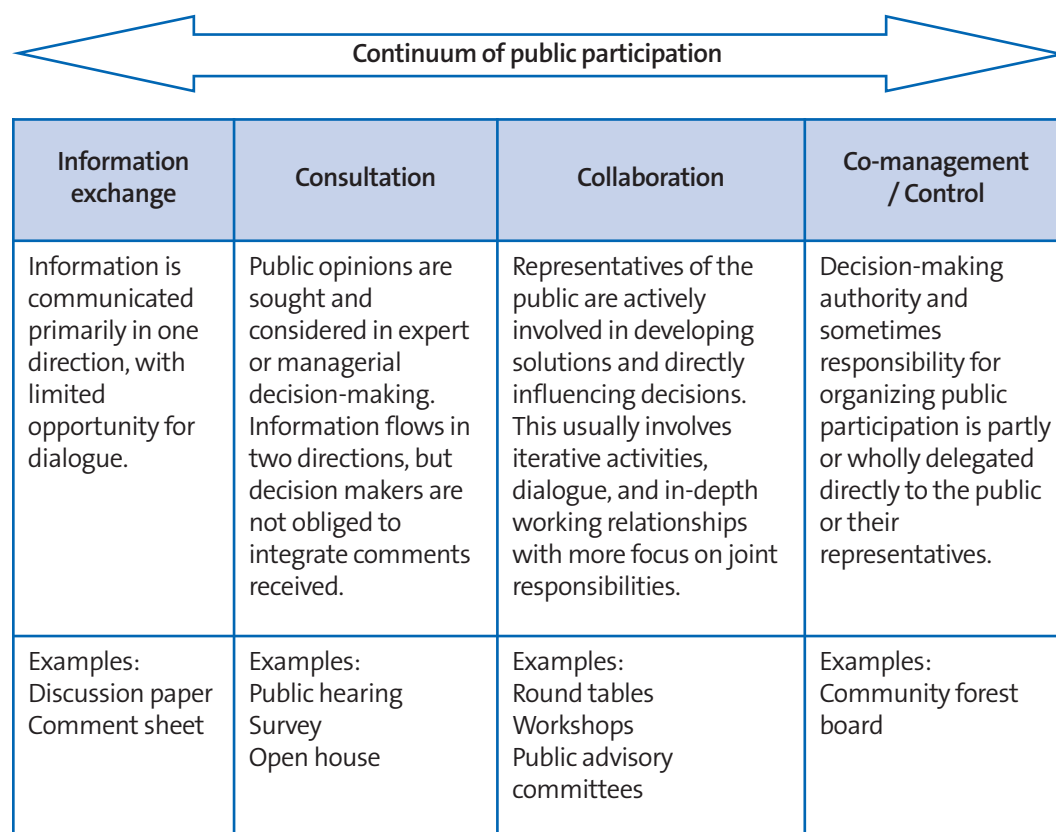 Continuum of public participation
Information
exchange
Consultation
Collaboration
Co-management
/ Control
Information is
communicated
primarily in one
direction, with
limited
opportunity for
dialogue.
Public opinions are
sought and
considered in expert
or managerial
decision-making.
Information flows in
two directions, but
decision makers are
not obliged to
integrate comments
received.
Representatives of the
public are actively
involved in developing
solutions and directly
influencing decisions.
This usually involves
iterative activities,
dialogue, and in-depth
working relationships
with more focus on joint
responsibilities.
Decision-making
authority and
sometimes
responsibility for
organizing public
participation is partly
or wholly delegated
directly to the public
or their
representatives.
Examples:
Discussion paper
Comment sheet
Examples:
Public hearing
Survey
Open house
Examples:
Round tables
Workshops
Public advisory
committees
Examples:
Community forest
board